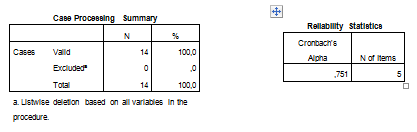 Case Processing Summary
N %
Cases Valid 14 100,0
Excludedª 0 ,0
Total 14 100,0
a. Listwise deletion based on all variables in the
procedure.
Reliability Statistics
Cronbach's
Alpha N of Items
,751 5